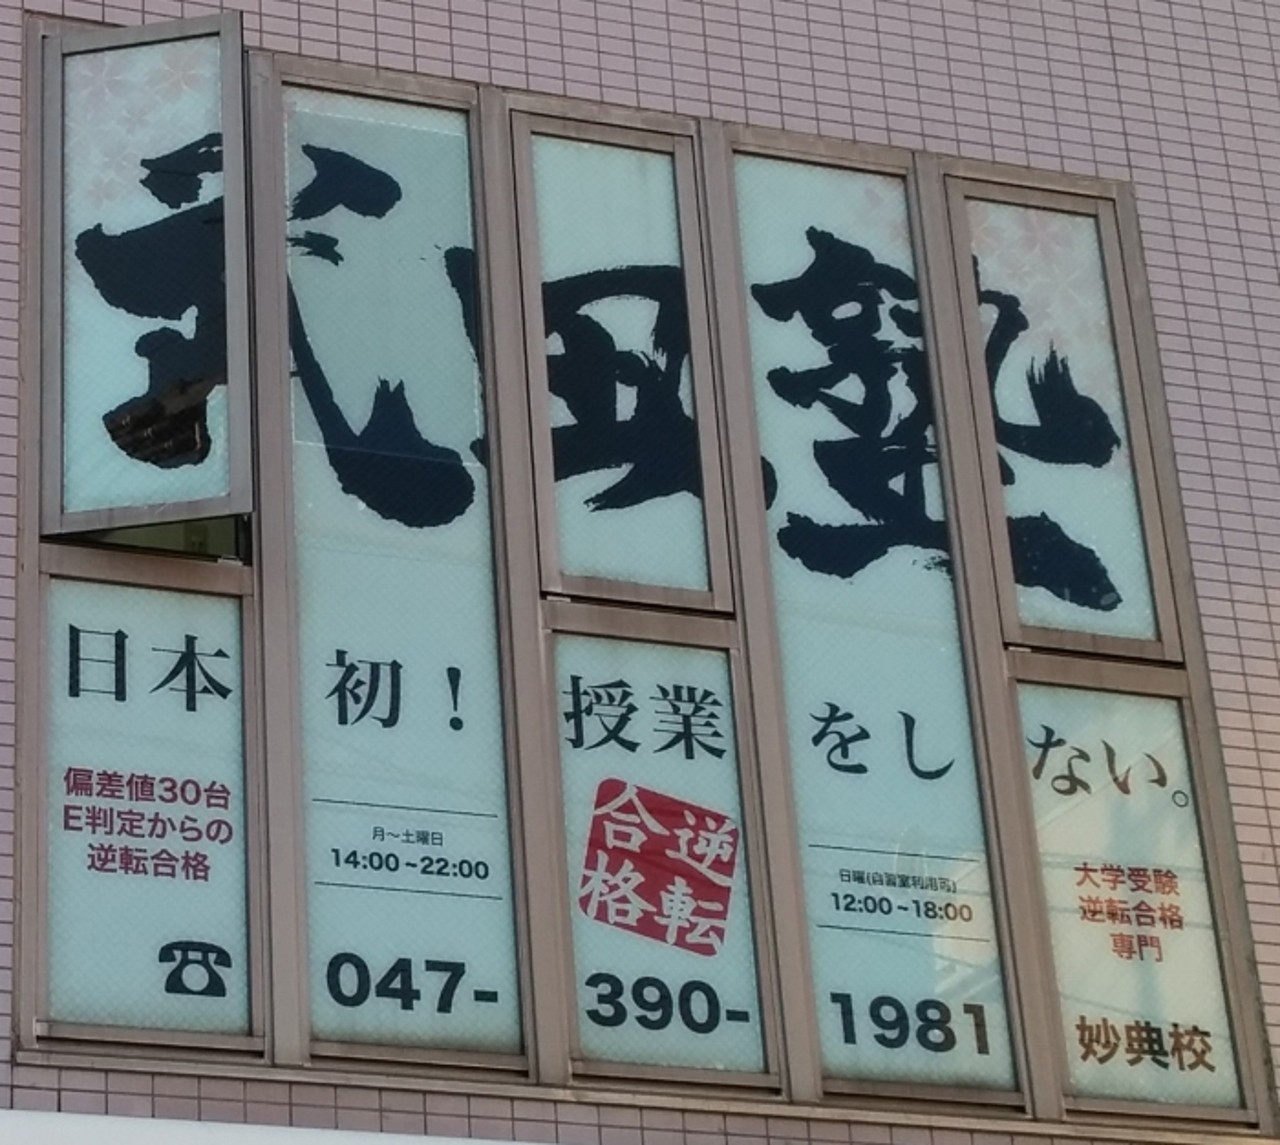 武田塾
日本初！授業をしない。
偏差値30台
E判定からの
逆転合格
月～土曜日
14:00~22:00
逆転
合格
日曜(自習室利用可)
12:00~18:00
大学受験
逆転合格
専門
047-390-1981
妙典校